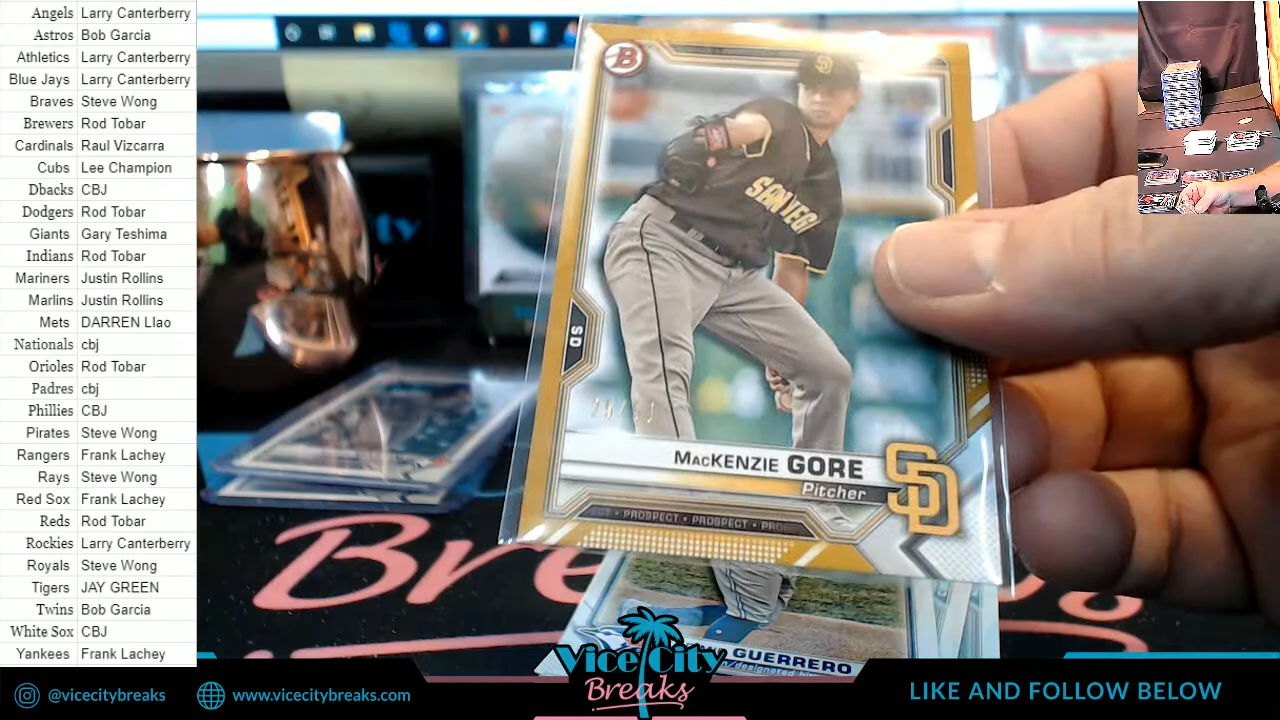 Angels Larry Canterberry
Astros Bob Garcia
Athletics Larry Canterberry
Blue Jays Larry Canterberry
Braves Steve Wong
Brewers Rod Tobar
Cardinals Raul Vizcarra
Cubs Lee Champion
Dbacks CBJ
Dodgers Rod Tobar
Giants Gary Teshima
Indians Rod Tobar
Mariners Justin Rollins
Marlins Justin Rollins
Mets DARREN LIao
Nationals cbj
Orioles Rod Tobar
Padres cbj
Phillies CBJ
Pirates Steve Wong
Rangers Frank Lachey
Rays Steve Wong
Red Sox Frank Lachey
Reds Rod Tobar
Rockies Larry Canterberry
Royals Steve Wong
Tigers JAY GREEN
Twins Bob Garcia
White Sox CBJ
Yankees Frank Lachey
B
SD
SD
MACKENZIE GORE
Pitcher
PROSPECT • PROSPECT •
GUERRERO
Vice City
Breaks
@vicecitybreaks
www.vicecitybreaks.com
LIKE AND FOLLOW BELOW